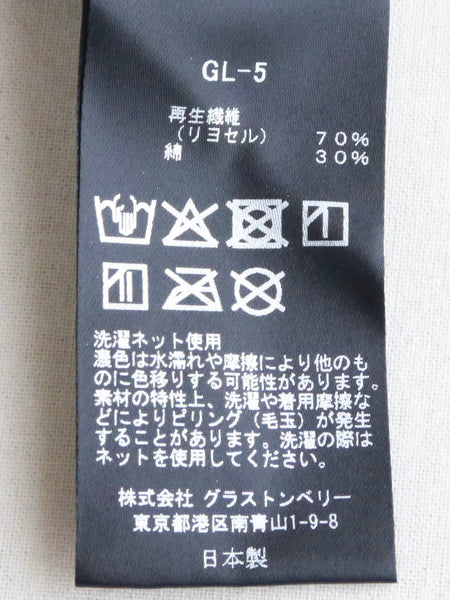 GL-5
再生繊維
（リヨセル） 70%
綿 30%
洗濯ネット使用
濃色は水濡れや摩擦により他のも
のに色移りする可能性があります。
素材の特性上、洗濯や着用摩擦な
どによりピリング（毛玉）が発生
することがあります。洗濯の際は
ネットを使用してください。
株式会社 グラストンベリー
東京都港区南青山1-9-8
日本製